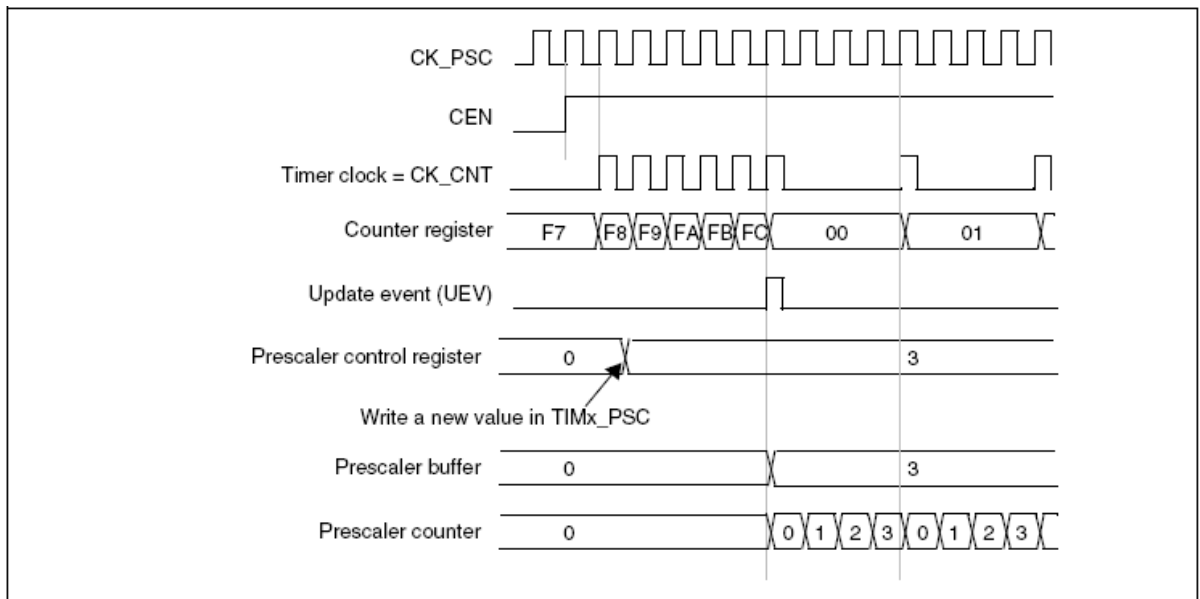 CK_PSC
CEN
Timer clock = CK_CNT
Counter register F7 F8 F9 FA FB FC 00 01
Update event (UEV)
Prescaler control register 0 3
Write a new value in TIMx_PSC
Prescaler buffer 0 3
Prescaler counter 0 0 1 2 3 0 1 2 3